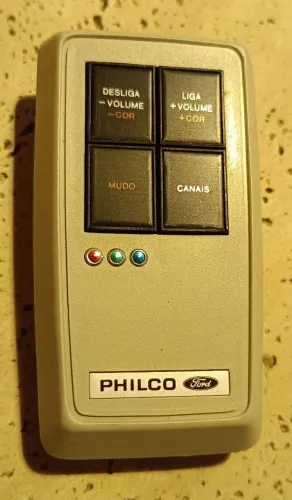 DESLIGA
– VOLUME
– COR
LIGA
+ VOLUME
+ COR
MUDO
CANAIS
PHILCO Ford